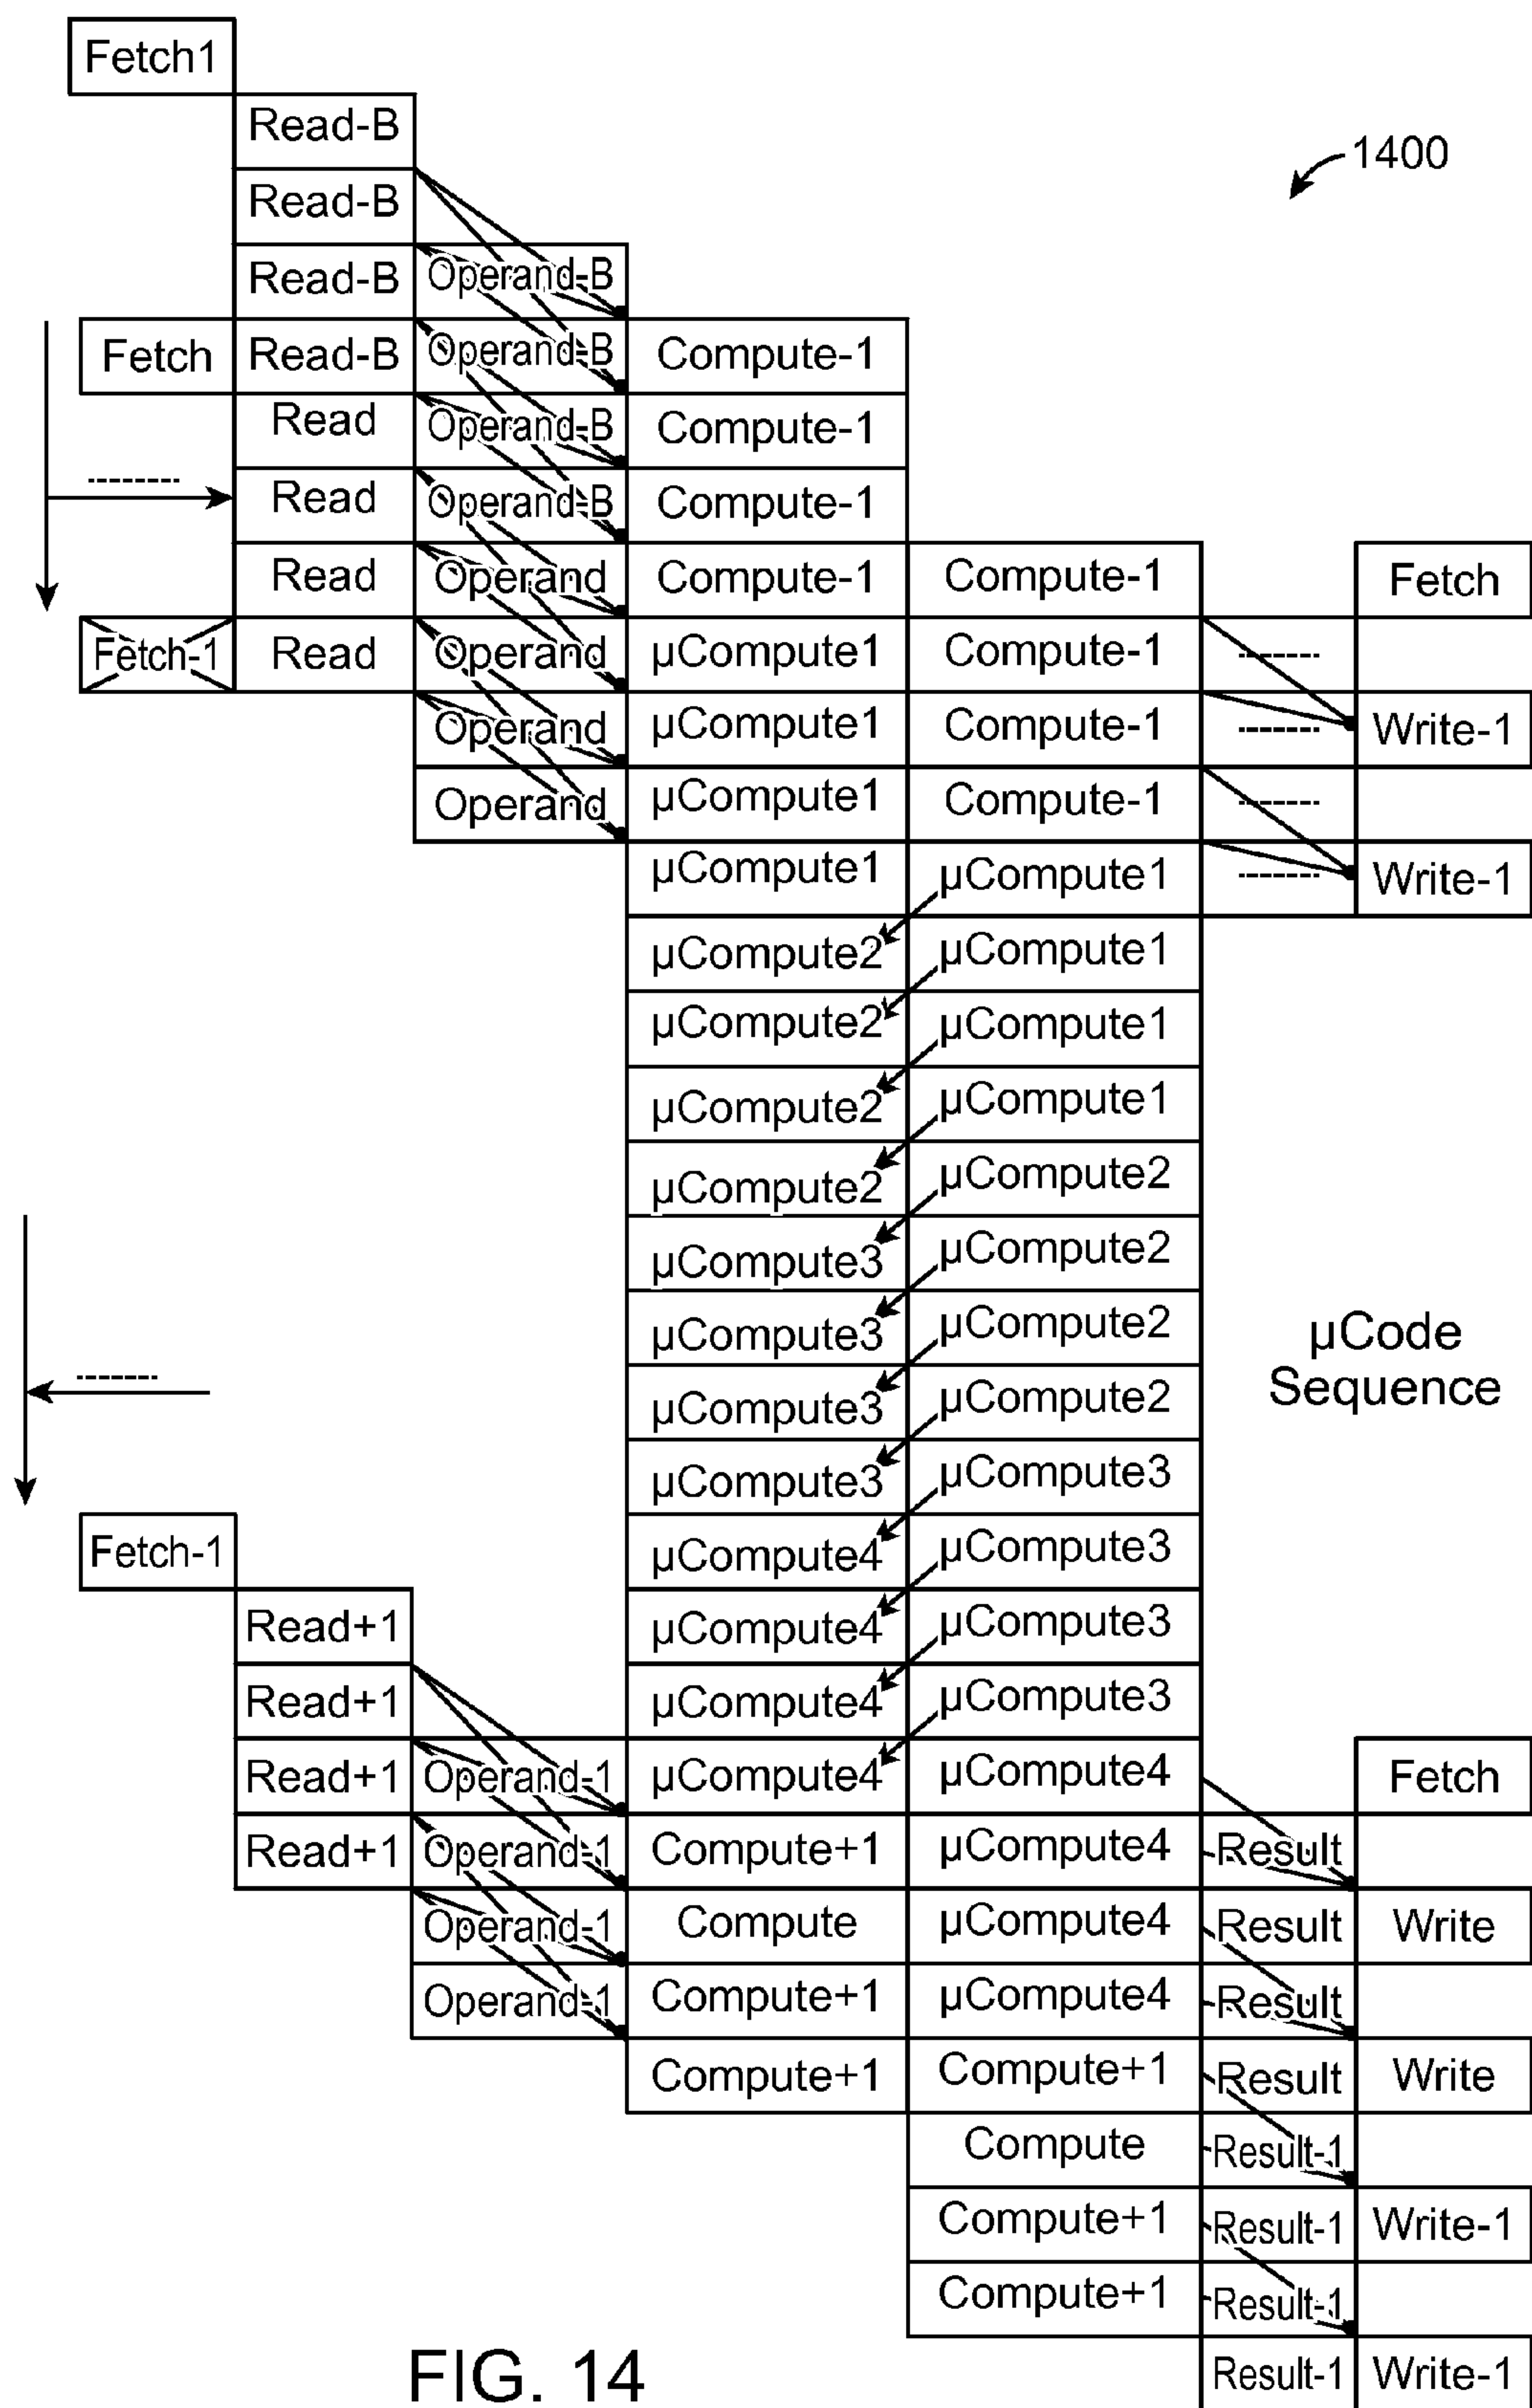 Fetch1
Read-B
1400
Read-B
Read-B Operand-B
Fetch Read-B Operand-B Compute-1
Read Operand-B Compute-1
Read Operand-B Compute-1
Read Operand Compute-1 Compute-1 Fetch
Fetch-1 Read Operand µCompute1 Compute-1
Operand µCompute1 Compute-1 Write-1
Operand µCompute1 Compute-1
µCompute1 µCompute1 Write-1
µCompute2 µCompute1
µCompute2 µCompute1
µCompute2 µCompute1
µCompute2 µCompute2
µCompute3 µCompute2
µCompute3 µCompute2
µCode
Sequence
µCompute3 µCompute2
µCompute3 µCompute3
Fetch-1 µCompute4 µCompute3
Read+1 µCompute4 µCompute3
Read+1 µCompute4 µCompute3
Read+1 Operand-1 µCompute4 µCompute4 Fetch
Read+1 Operand-1 Compute+1 µCompute4 Result
Operand-1 Compute µCompute4 Result Write
Operand-1 Compute+1 µCompute4 Result
Compute+1 Compute+1 Result Write
Compute Result-1
Compute+1 Result-1 Write-1
Compute+1 Result-1
Result-1 Write-1
FIG. 14